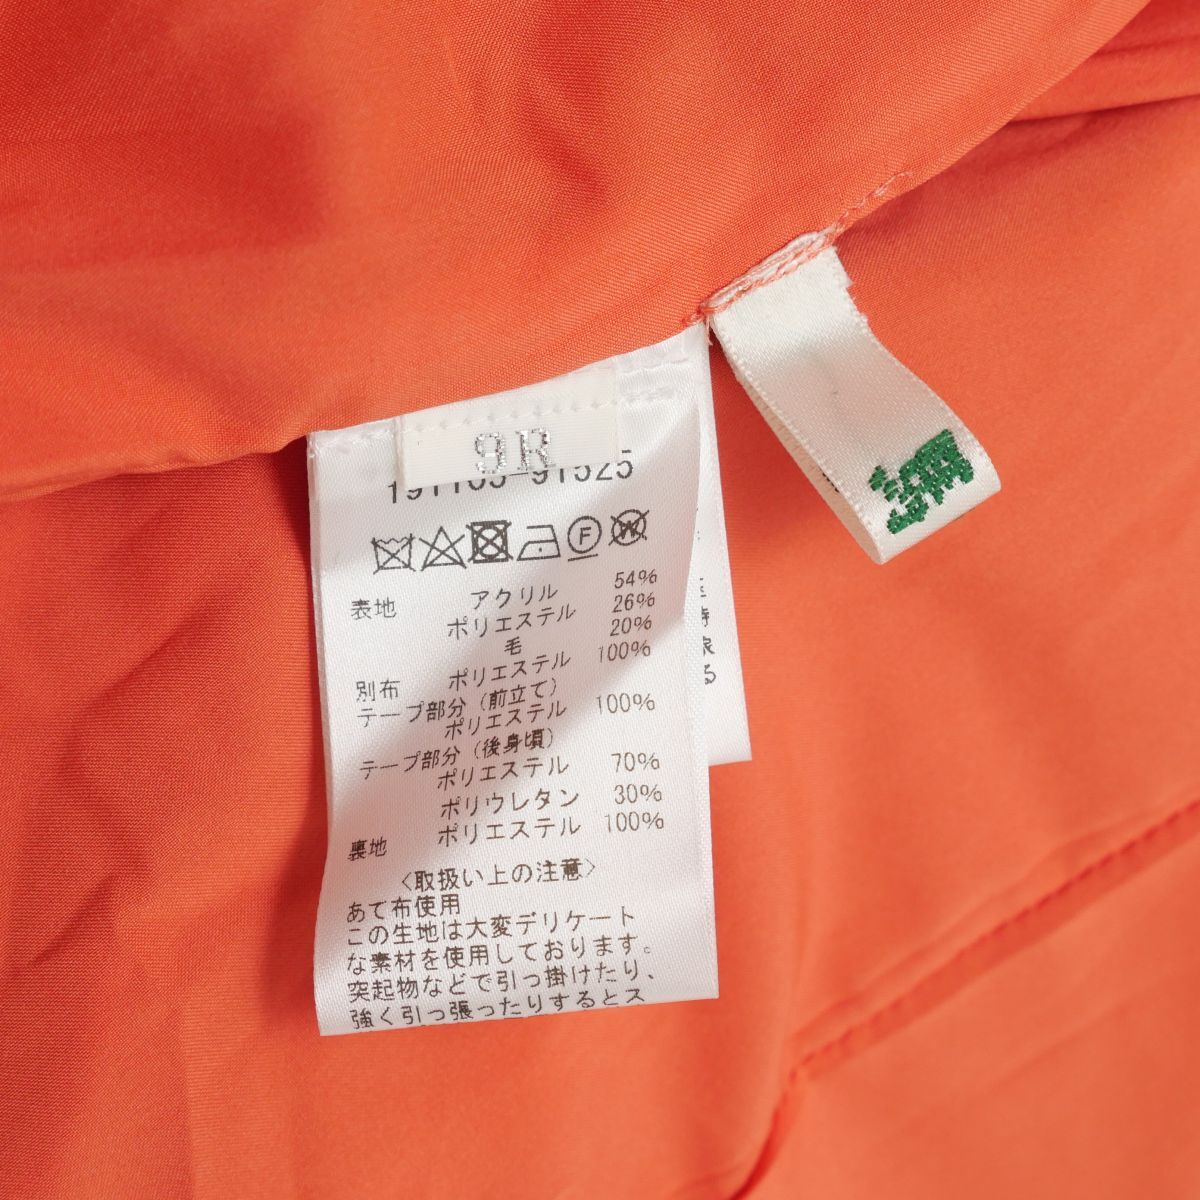 9R
191105-91525
F
W
表地 アクリル 54%
ポリエステル 26%
毛 20%
別布 ポリエステル 100%
テープ部分(前立て)
ポリエステル 100%
テープ部分(後身頃)
ポリエステル 70%
ポリウレタン 30%
裏地 ポリエステル 100%
〈取扱い上の注意〉
あて布使用
この生地は大変デリケート
な素材を使用しております。
突起物などで引っ掛けたり、
強く引っ張ったりするとス
る